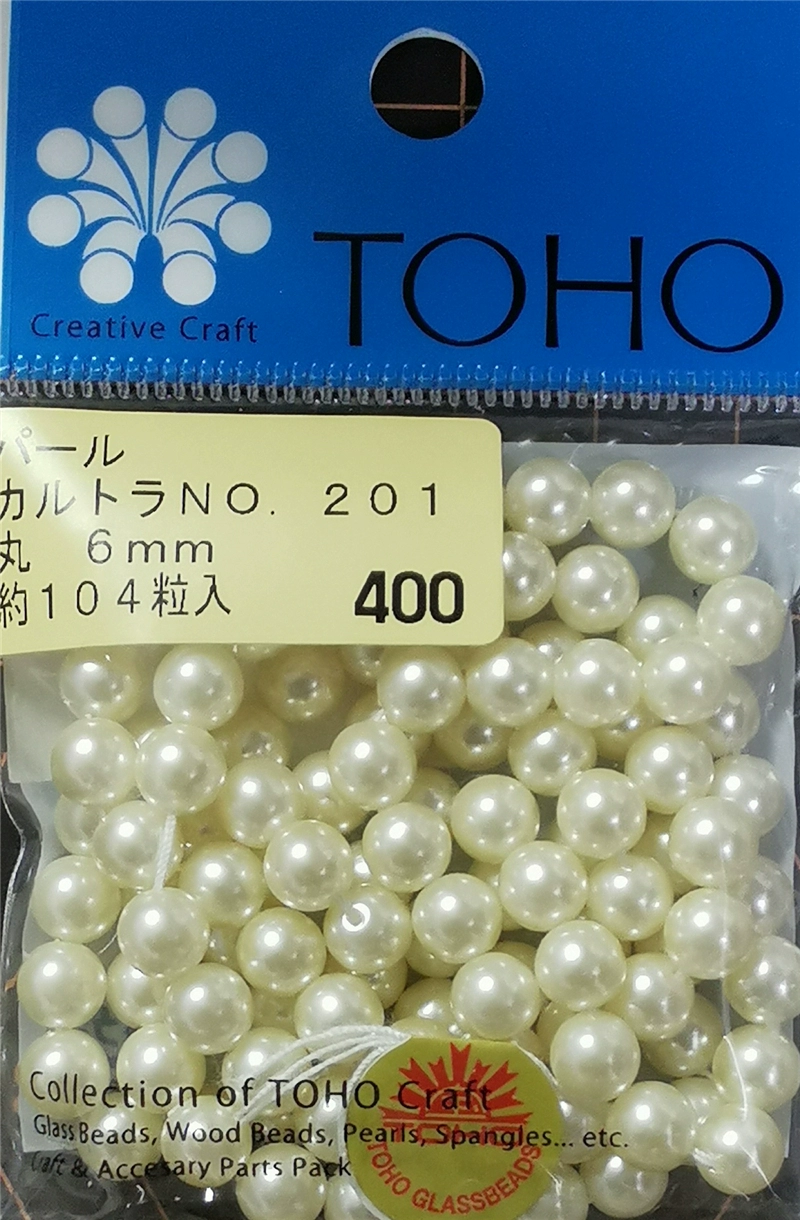 TOHO
Creative Craft
パール
カルトラNO. 201
丸 6mm
約104粒入
400
Collection of TOHO Craft
Glass Beads, Wood Beads, Pearls, Spangles... etc.
Craft & Accesary Parts Pack
TOHO GLASSBEADS